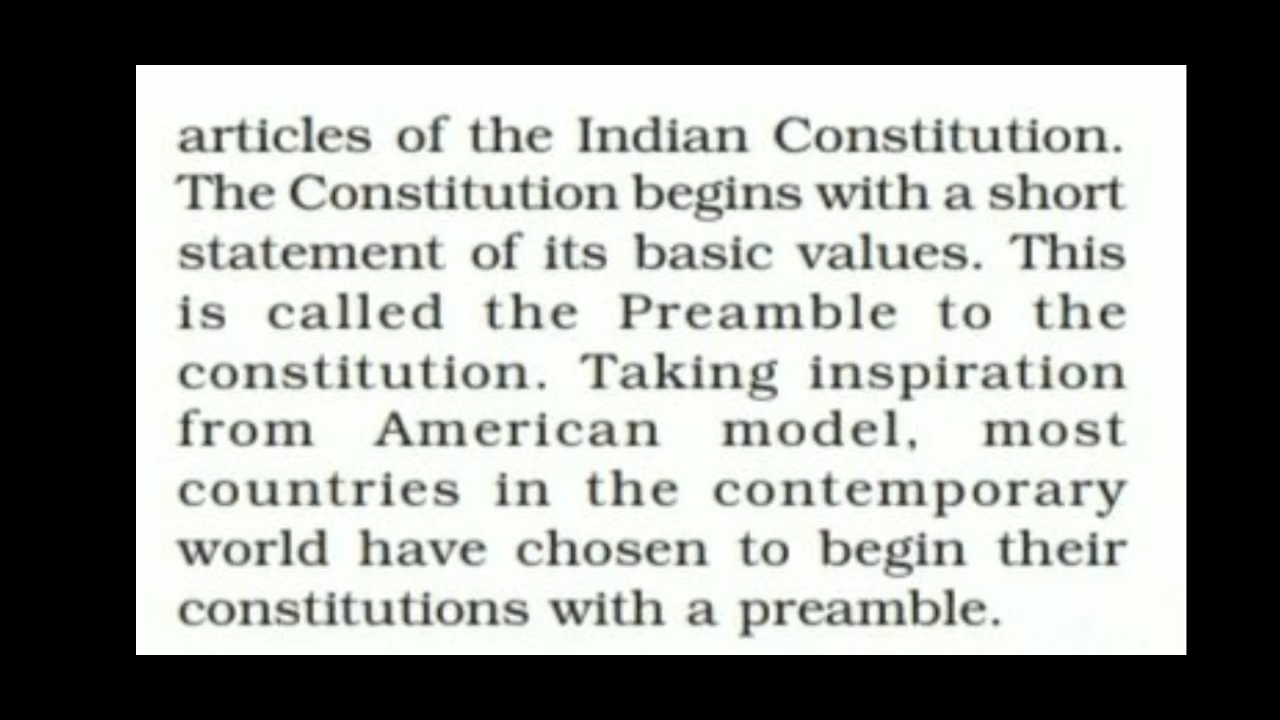 articles of the Indian Constitution.
The Constitution begins with a short
statement of its basic values. This
is called the Preamble to the
constitution. Taking inspiration
from American model, most
countries in the contemporary
world have chosen to begin their
constitutions with a preamble.